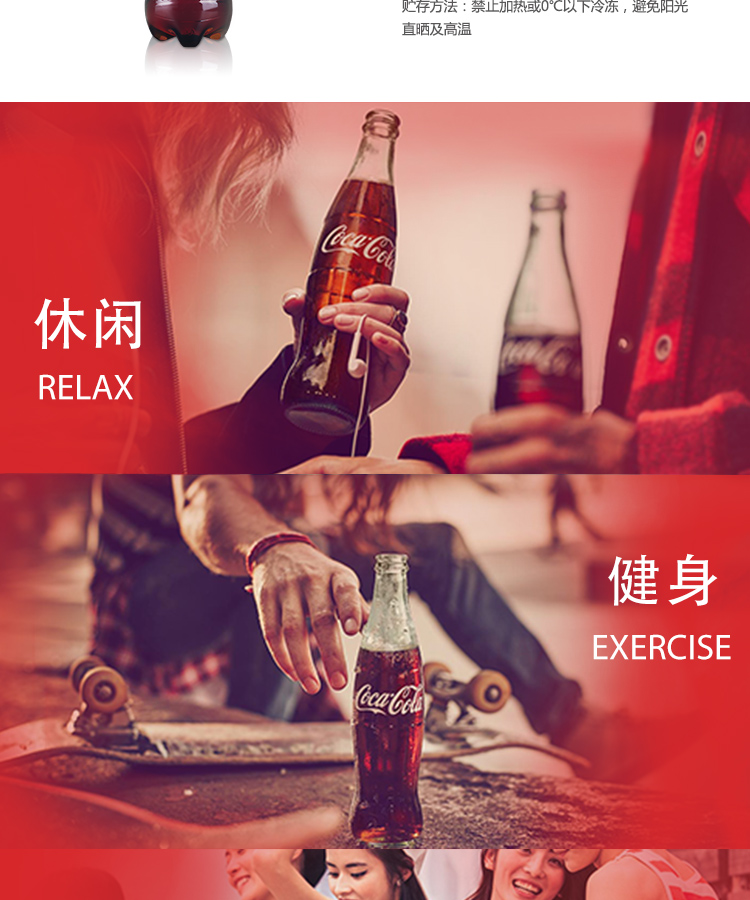 贮存方法：禁止加热或0℃以下冷冻，避免阳光
直晒及高温
Coca-Cola
Coca-Cola
休闲
RELAX
健身
EXERCISE
Coca-Cola